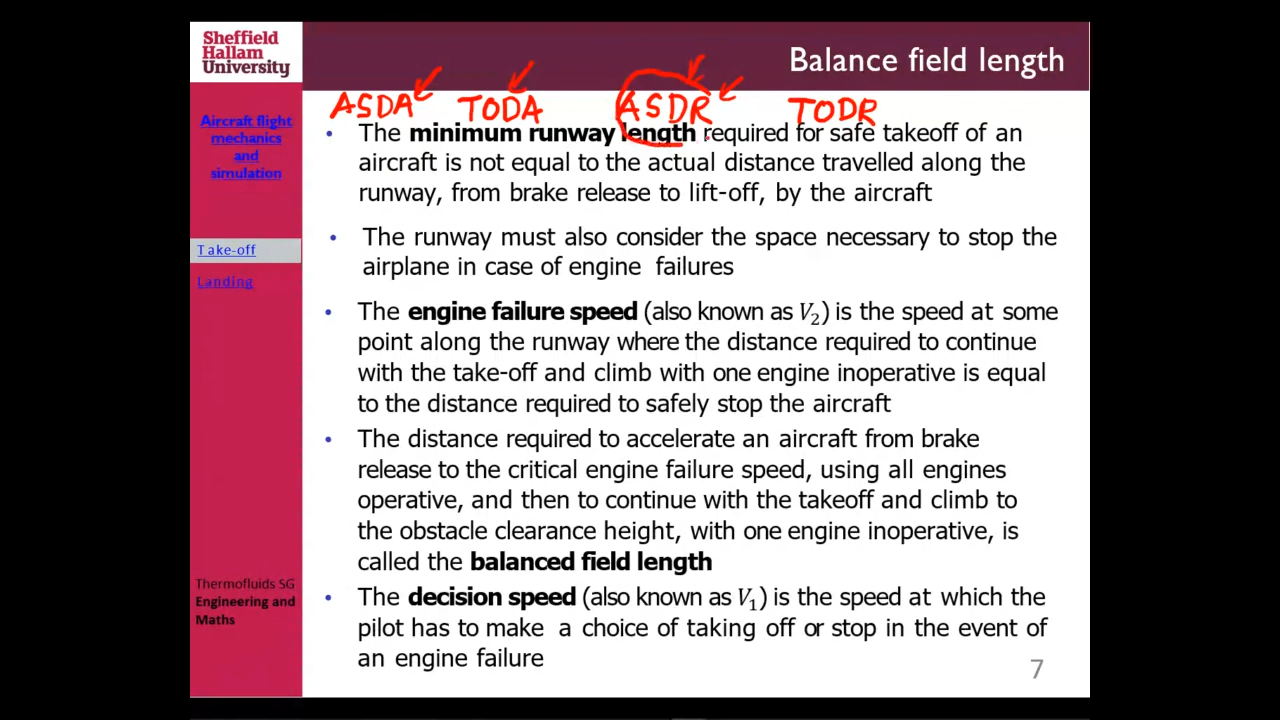 Sheffield
Hallam
University
Balance field length
ASDA TODA ASDR TODR
Aircraft flight
mechanics
and
simulation
Take-off
Landing
Thermofluids SG
Engineering and
Maths
• The minimum runway length required for safe takeoff of an
aircraft is not equal to the actual distance travelled along the
runway, from brake release to lift-off, by the aircraft
• The runway must also consider the space necessary to stop the
airplane in case of engine failures
• The engine failure speed (also known as V₂) is the speed at some
point along the runway where the distance required to continue
with the take-off and climb with one engine inoperative is equal
to the distance required to safely stop the aircraft
• The distance required to accelerate an aircraft from brake
release to the critical engine failure speed, using all engines
operative, and then to continue with the takeoff and climb to
the obstacle clearance height, with one engine inoperative, is
called the balanced field length
• The decision speed (also known as V₁) is the speed at which the
pilot has to make a choice of taking off or stop in the event of
an engine failure
7